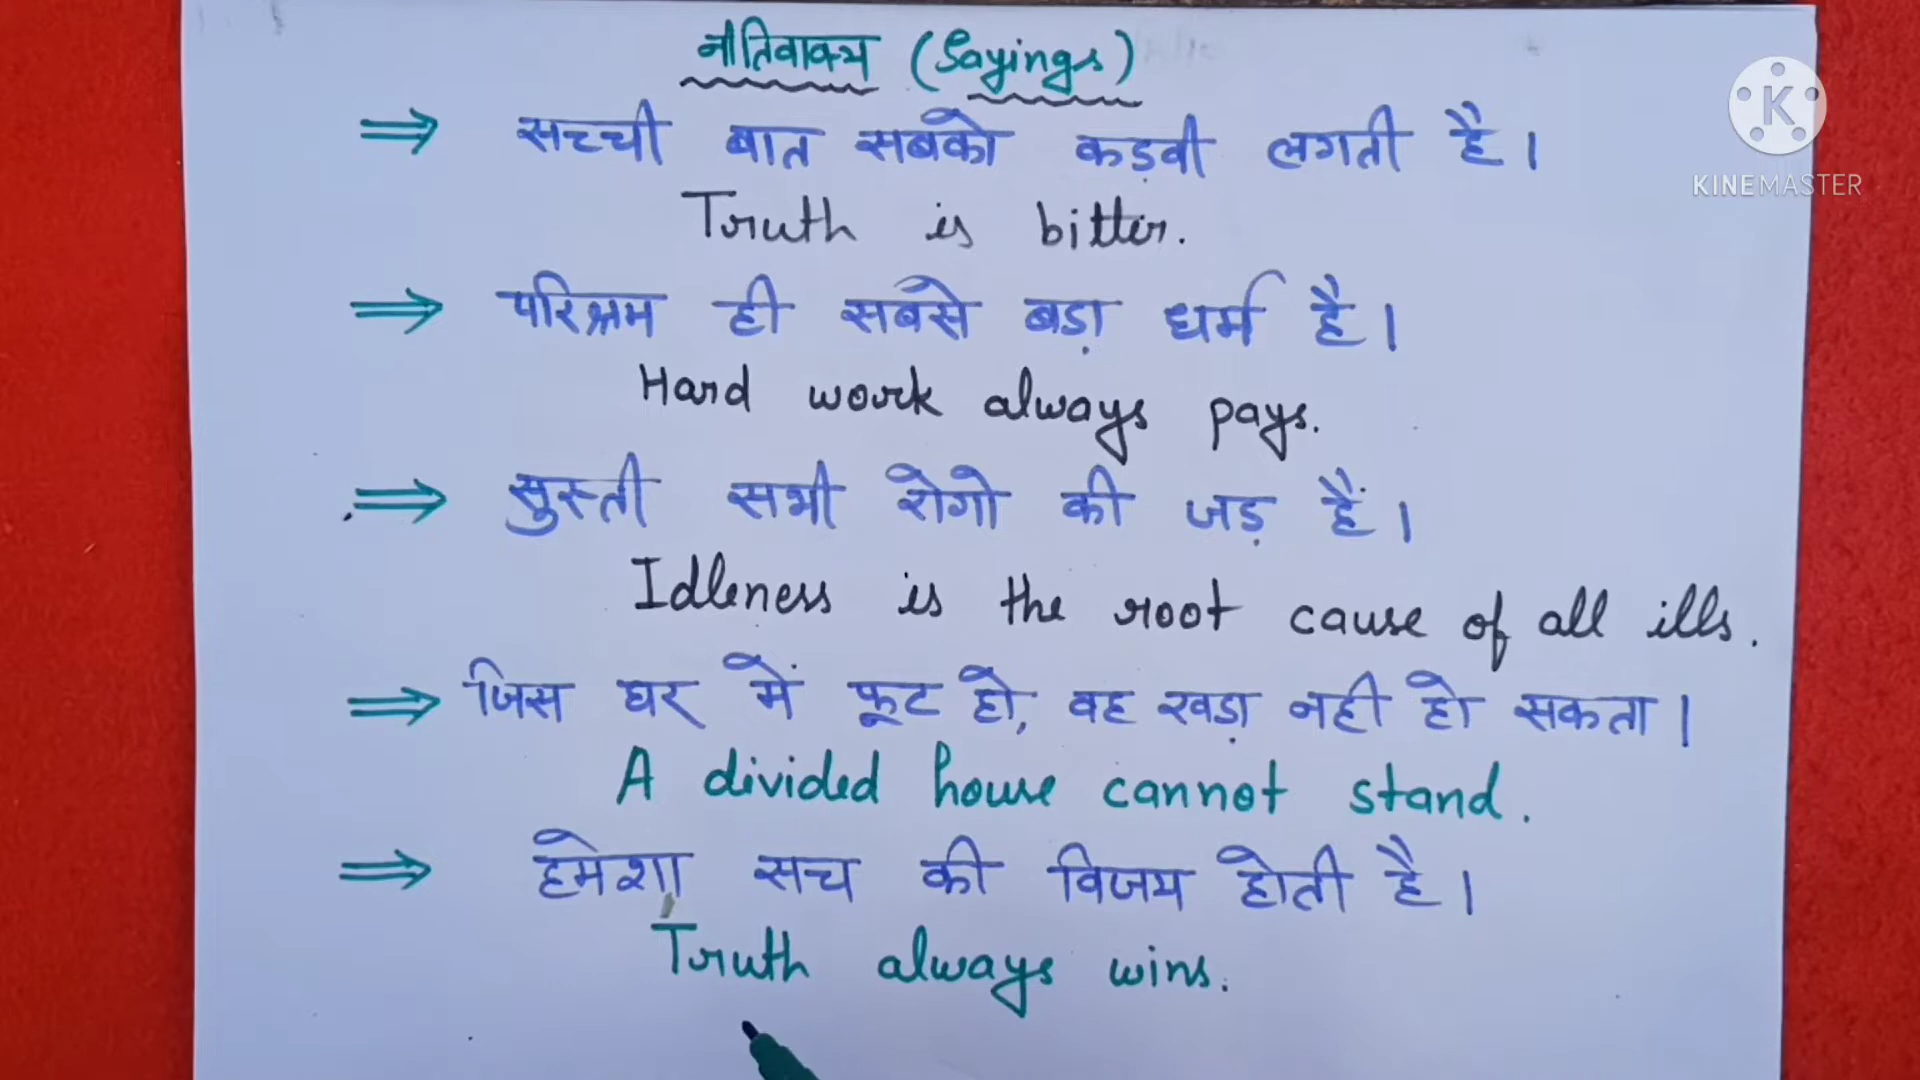 नीतिवाक्य (Sayings)
⇒ सच्ची बात सबको कड़वी लगती है।
Truth is bitter.
⇒ परिश्रम ही सबसे बड़ा धर्म है।
Hard work always pays.
⇒ सुस्ती सभी रोगो की जड़ हैं।
Idleness is the root cause of all ills.
⇒ जिस घर में फूट हो, वह खड़ा नही हो सकता।
A divided house cannot stand.
⇒ हमेशा सच की विजय होती है।
Truth always wins.
K
KINEMASTER